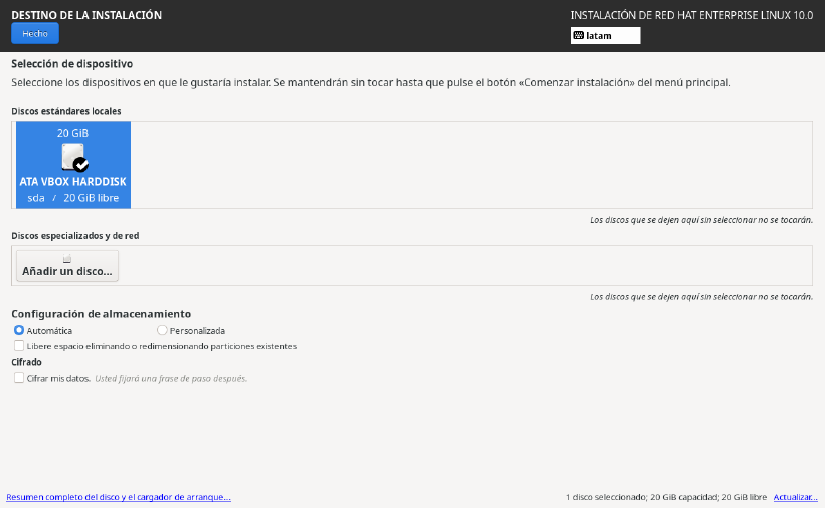 DESTINO DE LA INSTALACIÓN
INSTALACIÓN DE RED HAT ENTERPRISE LINUX 10.0
Hecho
latam
Selección de dispositivo
Seleccione los dispositivos en que le gustaría instalar. Se mantendrán sin tocar hasta que pulse el botón «Comenzar instalación» del menú principal.
Discos estándares locales
20 GiB
ATA VBOX HARDDISK
sda / 20 GiB libre
Los discos que se dejen aquí sin seleccionar no se tocarán.
Discos especializados y de red
Añadir un disco...
Los discos que se dejen aquí sin seleccionar no se tocarán.
Configuración de almacenamiento
Automática
Personalizada
Libere espacio eliminando o redimensionando particiones existentes
Cifrado
Cifrar mis datos. Usted fijará una frase de paso después.
Resumen completo del disco y el cargador de arranque...
1 disco seleccionado; 20 GiB capacidad; 20 GiB libre Actualizar...